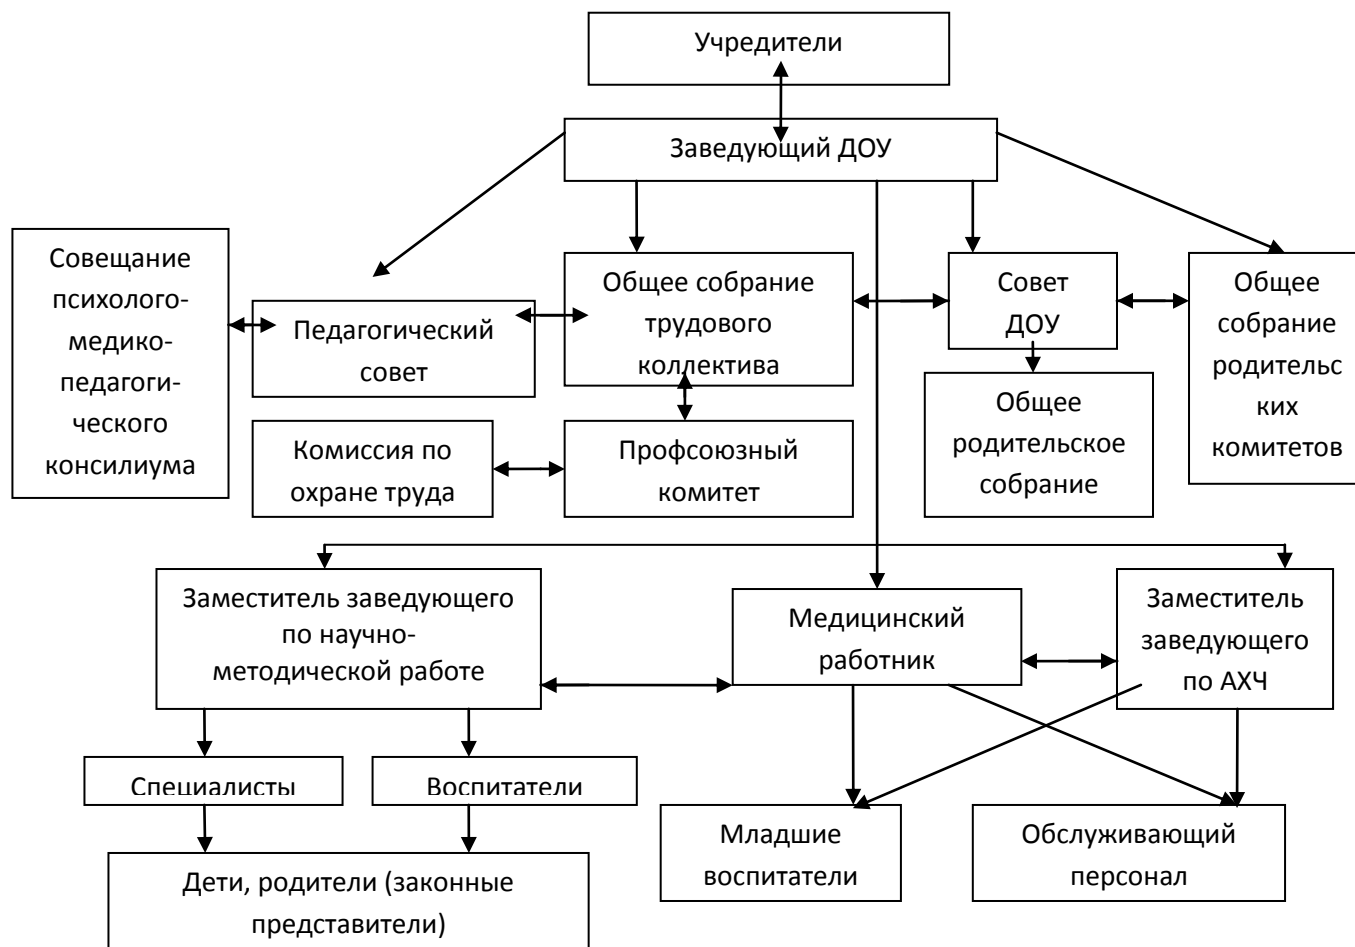 Учредители
Заведующий ДОУ
Совещание
психолого-
медико-
педагоги-
ческого
консилиума
Педагогический
совет
Общее собрание
трудового
коллектива
Совет
ДОУ
Общее
собрание
родительс
ких
комитетов
Комиссия по
охране труда
Профсоюзный
комитет
Общее
родительское
собрание
Заместитель заведующего
по научно-
методической работе
Медицинский
работник
Заместитель
заведующего
по АХЧ
Специалисты
Воспитатели
Младшие
воспитатели
Обслуживающий
персонал
Дети, родители (законные
представители)